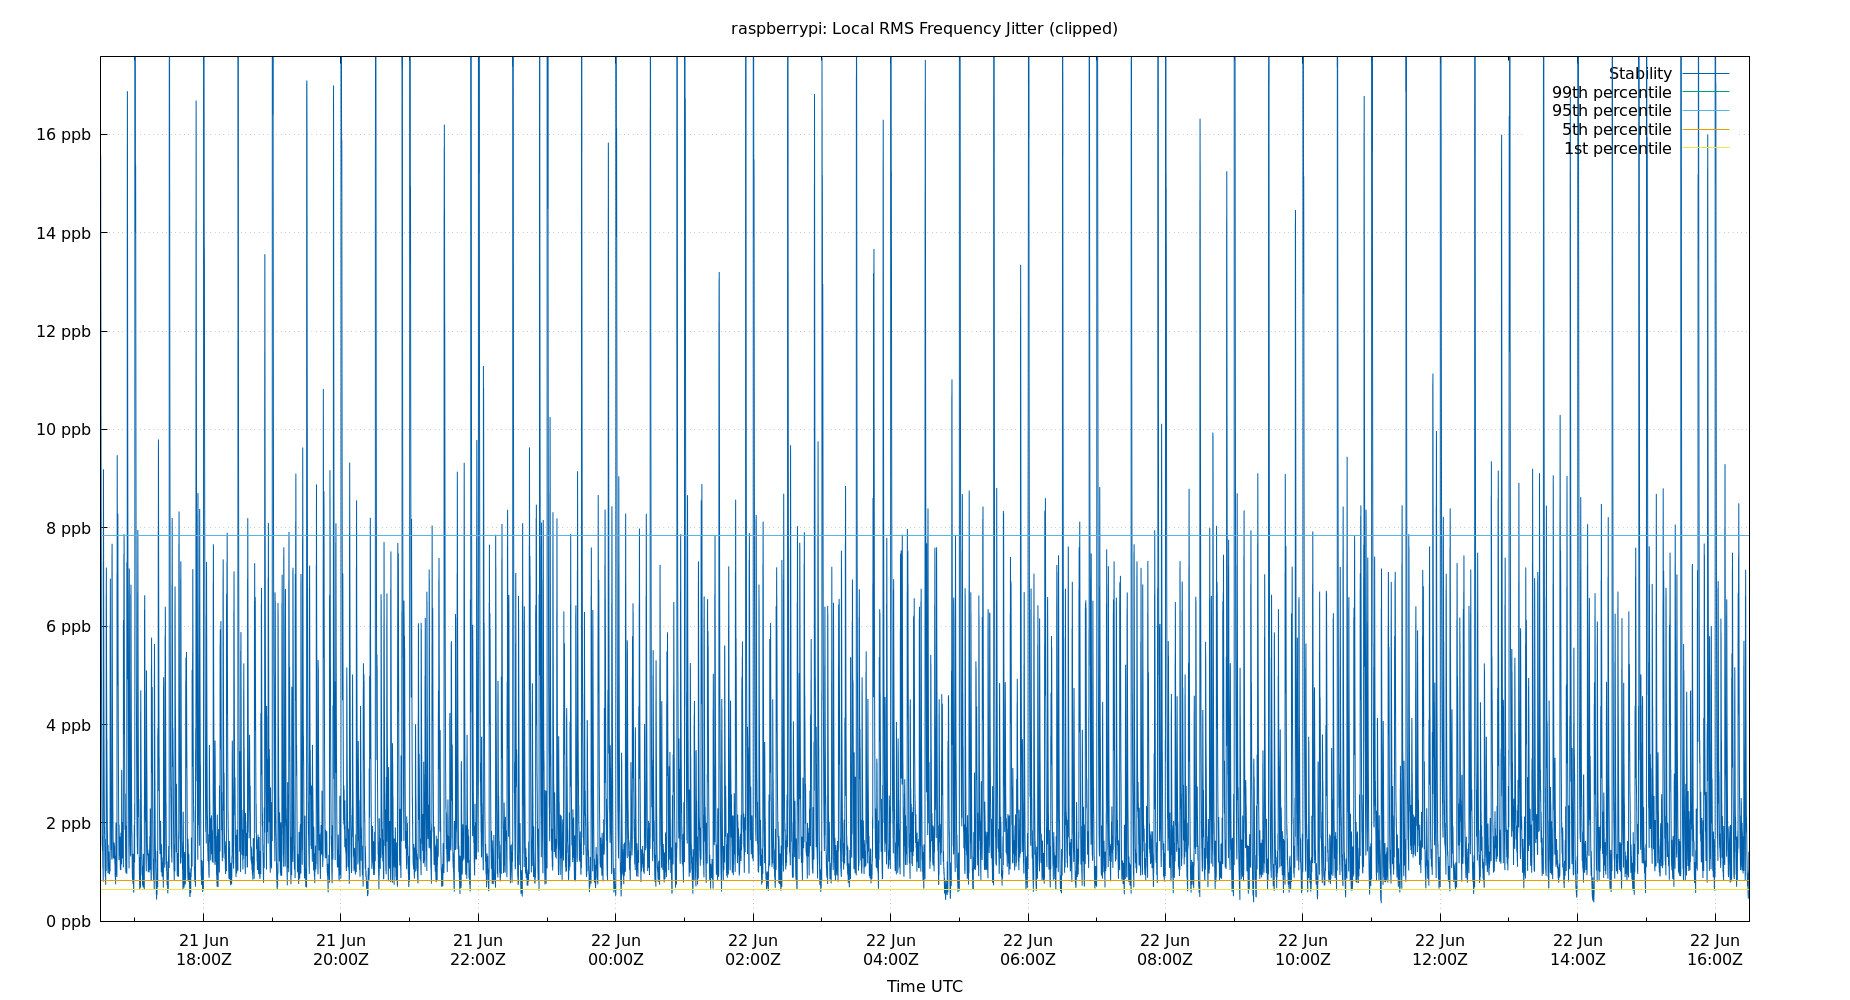 raspberrypi: Local RMS Frequency Jitter (clipped)
Stability
99th percentile
95th percentile
5th percentile
1st percentile
16 ppb
14 ppb
12 ppb
10 ppb
8 ppb
6 ppb
4 ppb
2 ppb
0 ppb
21 Jun 21 Jun 21 Jun 22 Jun 22 Jun 22 Jun 22 Jun 22 Jun 22 Jun 22 Jun 22 Jun 22 Jun
18:00Z 20:00Z 22:00Z 00:00Z 02:00Z 04:00Z 06:00Z 08:00Z 10:00Z 12:00Z 14:00Z 16:00Z
Time UTC